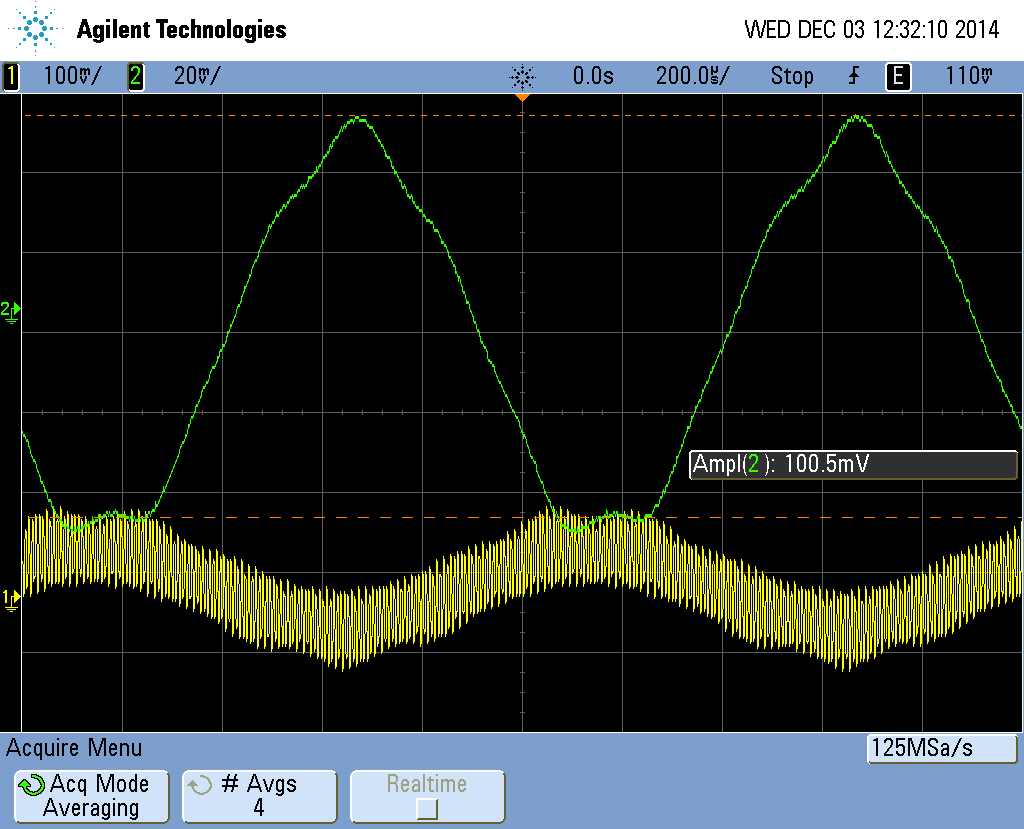 Agilent Technologies WED DEC 03 12:32:10 2014
1 100mV/ 2 20mV/ 0.0s 200.0µs/ Stop E 110mV
2
Ampl(2): 100.5mV
1
Acquire Menu 125MSa/s
Acq Mode # Avgs Realtime
Averaging 4